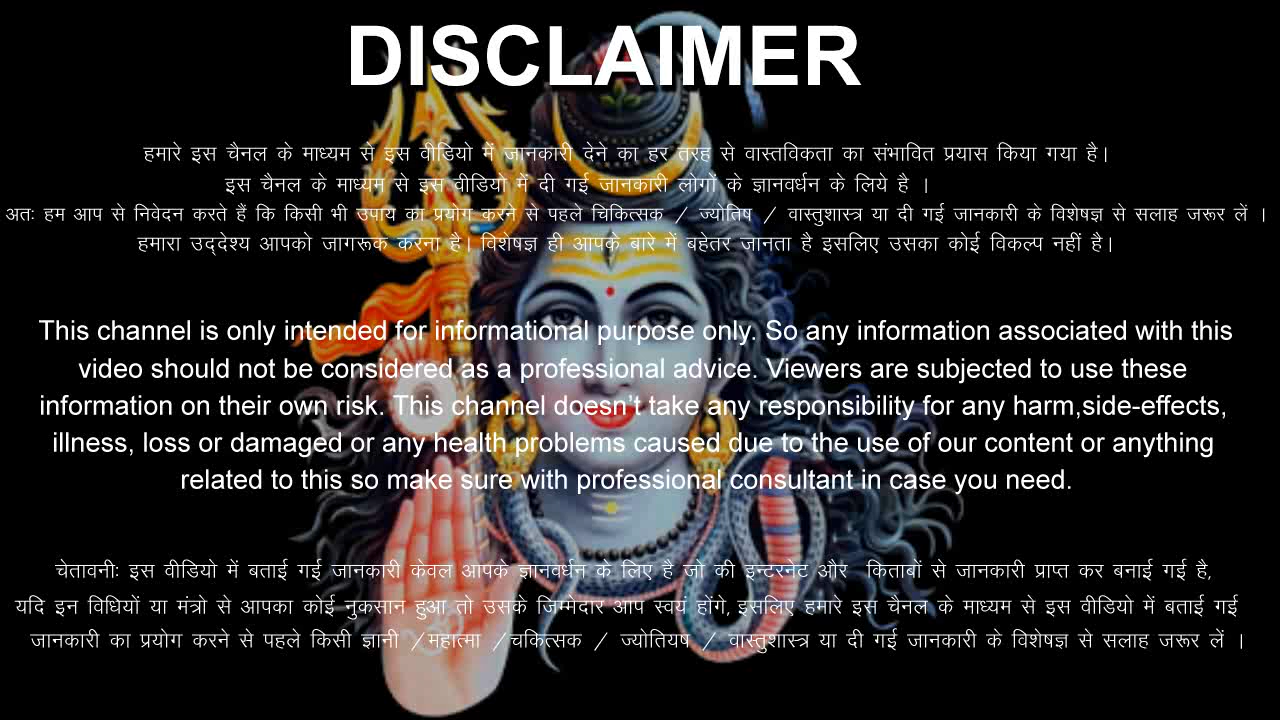 DISCLAIMER
हमारे इस चैनल के माध्यम से इस वीडियो में जानकारी देने का हर तरह से वास्तविकता का संभावित प्रयास किया गया है।
इस चैनल के माध्यम से इस वीडियो में दी गई जानकारी लोगों के ज्ञानवर्धन के लिये है ।
अतः हम आप से निवेदन करते हैं कि किसी भी उपाय का प्रयोग करने से पहले चिकित्सक / ज्योतिष / वास्तुशास्त्र या दी गई जानकारी के विशेषज्ञ से सलाह जरूर लें ।
हमारा उद्देश्य आपको जागरूक करना है। विशेषज्ञ ही आपके बारे में बहेतर जानता है इसलिए उसका कोई विकल्प नहीं है।
This channel is only intended for informational purpose only. So any information associated with this
video should not be considered as a professional advice. Viewers are subjected to use these
information on their own risk. This channel doesn't take any responsibility for any harm,side-effects,
illness, loss or damaged or any health problems caused due to the use of our content or anything
related to this so make sure with professional consultant in case you need.
चेतावनीः इस वीडियो में बताई गई जानकारी केवल आपके ज्ञानवर्धन के लिए है जो की इन्टरनेट और किताबों से जानकारी प्राप्त कर बनाई गई है,
यदि इन विधियों या मंत्रो से आपका कोई नुकसान हुआ तो उसके जिम्मेदार आप स्वयं होंगे, इसलिए हमारे इस चैनल के माध्यम से इस वीडियो में बताई गई
जानकारी का प्रयोग करने से पहले किसी ज्ञानी /महात्मा /चकित्सक / ज्योतियष / वास्तुशास्त्र या दी गई जानकारी के विशेषज्ञ से सलाह जरूर लें ।